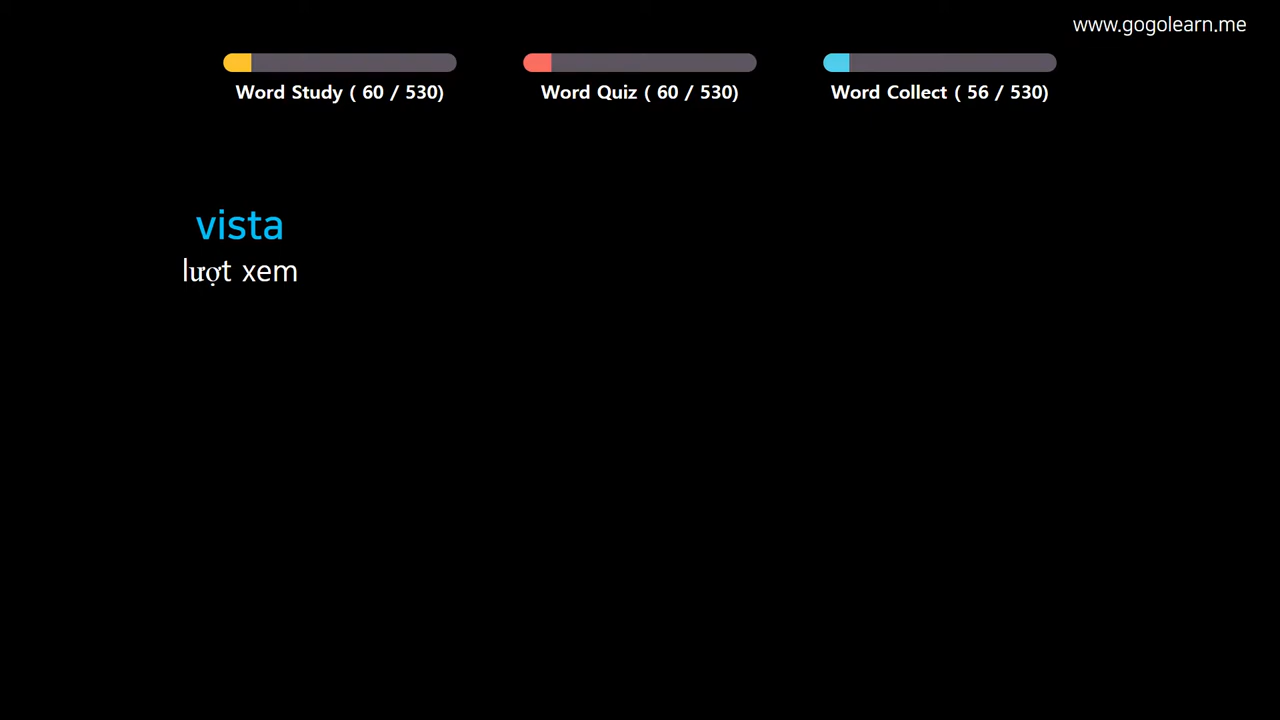 www.gogolearn.me
Word Study ( 60 / 530)
Word Quiz ( 60 / 530)
Word Collect ( 56 / 530)
vista
lượt xem